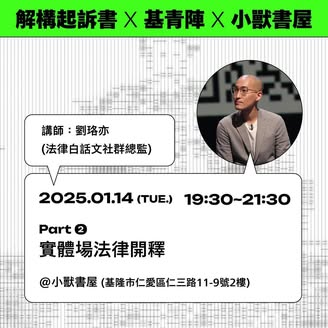 解構起訴書 X 基青陣 X 小獸書屋
講師：劉珞亦
(法律白話文社群總監)
2025.01.14 (TUE.) 19:30~21:30
Part ❷
實體場法律開釋
@小獸書屋 (基隆市仁愛區仁三路11-9號2樓)